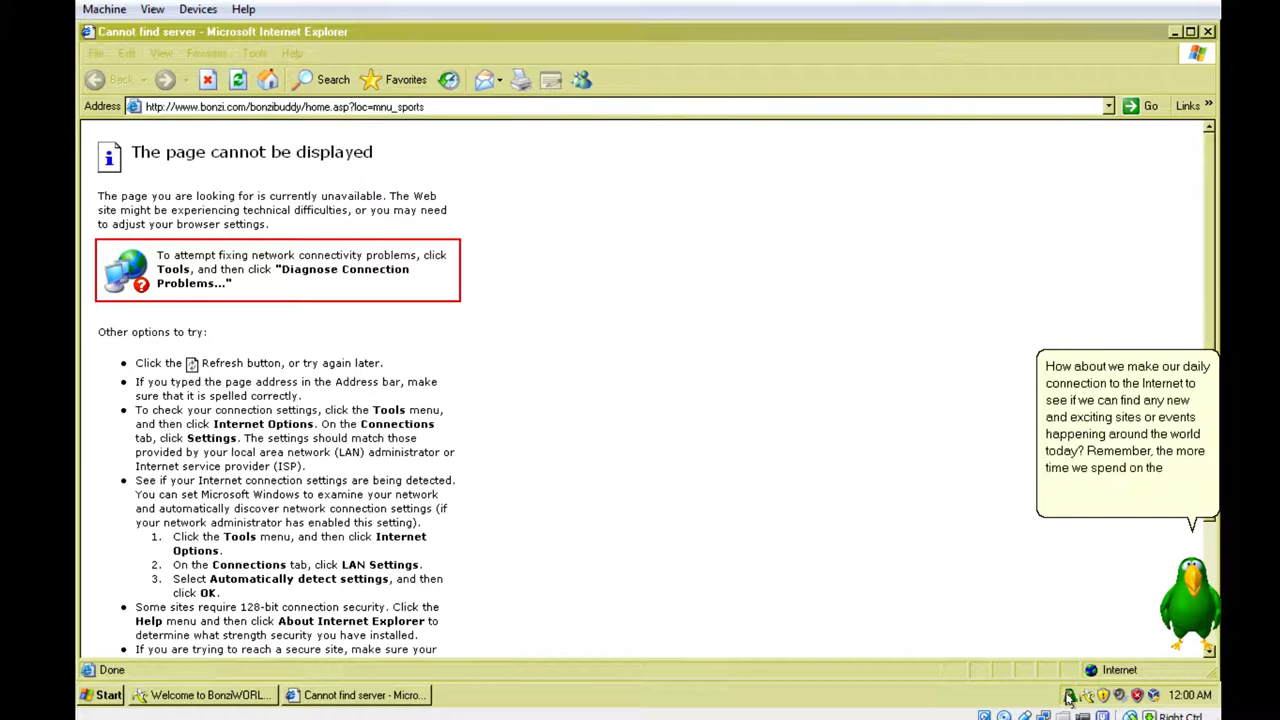 Machine View Devices Help
Cannot find server - Microsoft Internet Explorer
File Edit View Favorites Tools Help
Back Search Favorites
Address http://www.bonzi.com/bonzibuddy/home.asp?loc=mnu_sports Go Links »
The page cannot be displayed
The page you are looking for is currently unavailable. The Web
site might be experiencing technical difficulties, or you may need
to adjust your browser settings.
To attempt fixing network connectivity problems, click
Tools, and then click "Diagnose Connection
Problems..."
Other options to try:
• Click the Refresh button, or try again later.
• If you typed the page address in the Address bar, make
sure that it is spelled correctly.
• To check your connection settings, click the Tools menu,
and then click Internet Options. On the Connections
tab, click Settings. The settings should match those
provided by your local area network (LAN) administrator or
Internet service provider (ISP).
• See if your Internet connection settings are being detected.
You can set Microsoft Windows to examine your network
and automatically discover network connection settings (if
your network administrator has enabled this setting).
1. Click the Tools menu, and then click Internet
Options.
2. On the Connections tab, click LAN Settings.
3. Select Automatically detect settings, and then
click OK.
• Some sites require 128-bit connection security. Click the
Help menu and then click About Internet Explorer to
determine what strength security you have installed.
• If you are trying to reach a secure site, make sure your
How about we make our daily
connection to the Internet to
see if we can find any new
and exciting sites or events
happening around the world
today? Remember, the more
time we spend on the
Done Internet
Start Welcome to BonziWORL... Cannot find server - Micro... 12:00 AM
Right Ctrl